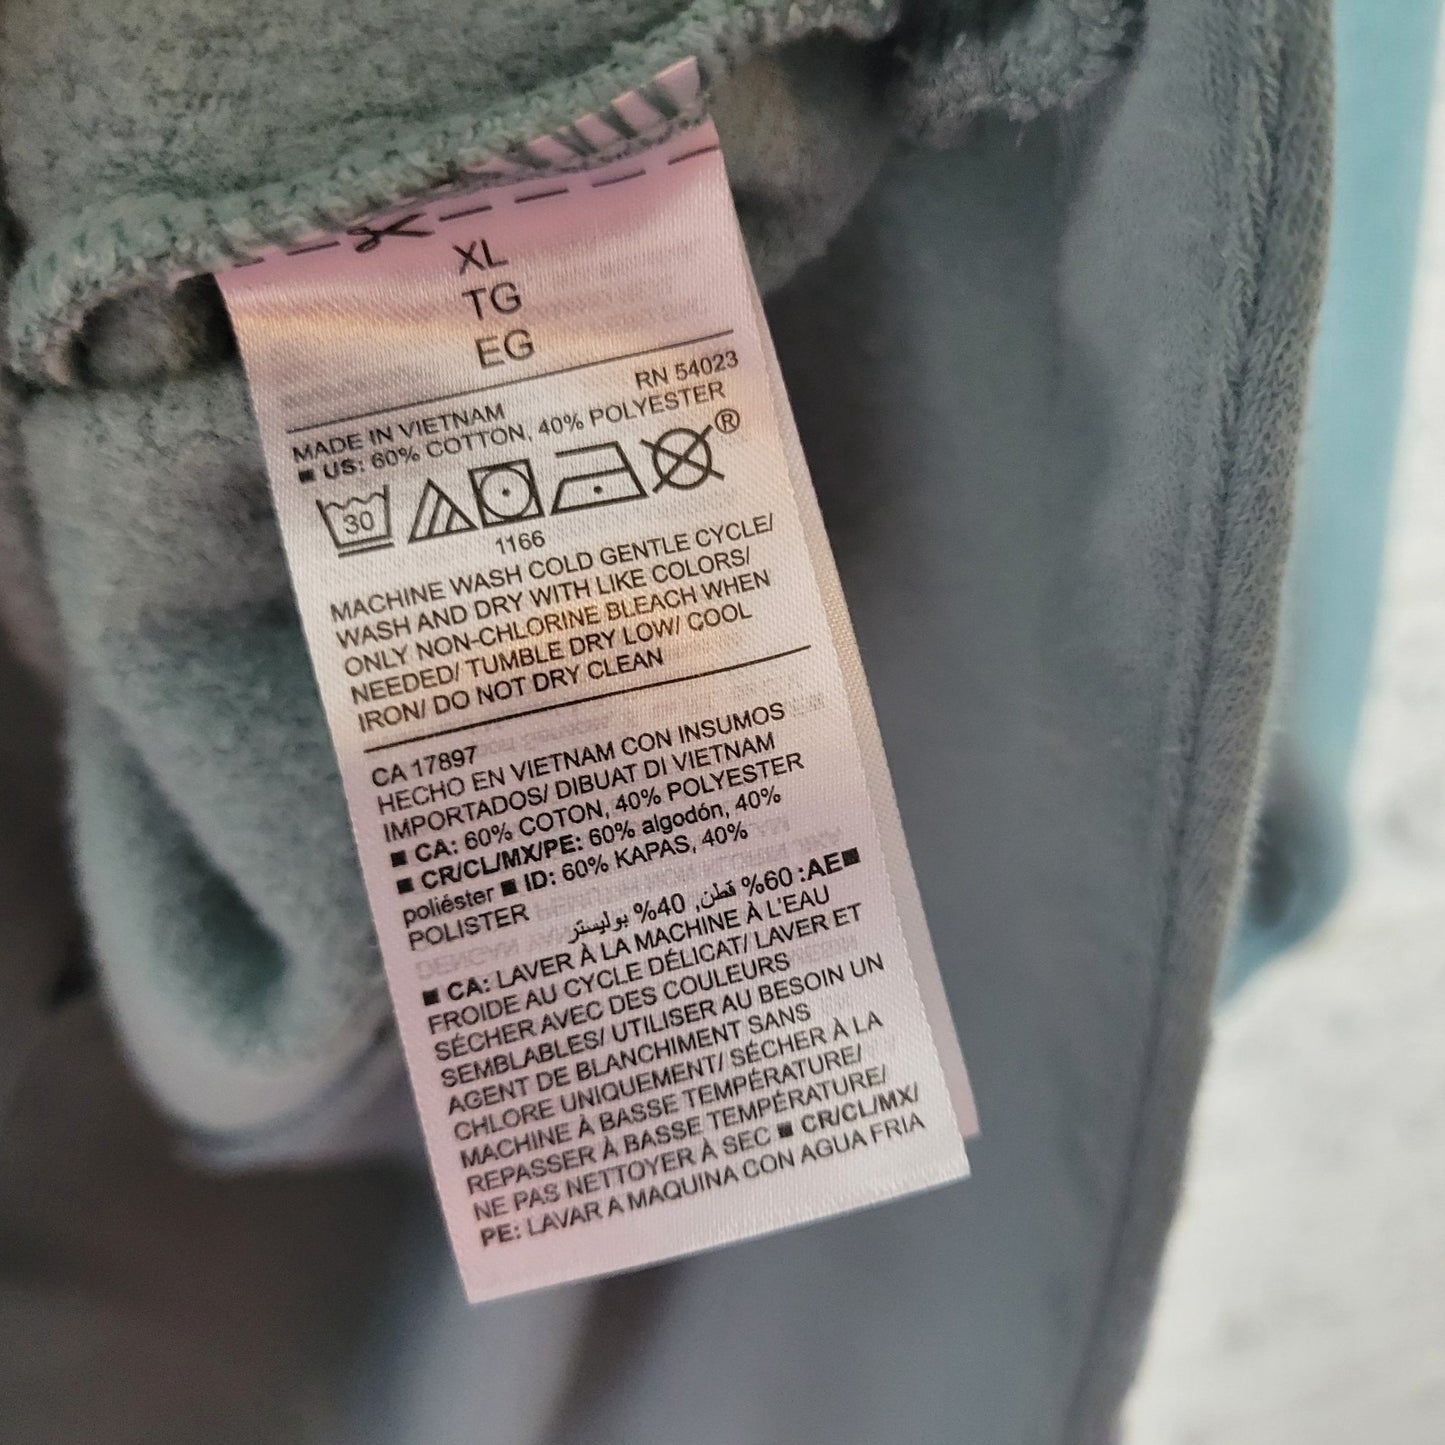 XL
TG
EG
RN 54023
MADE IN VIETNAM
■ US: 60% COTTON, 40% POLYESTER
30
®
1166
MACHINE WASH COLD GENTLE CYCLE/
WASH AND DRY WITH LIKE COLORS/
ONLY NON-CHLORINE BLEACH WHEN
NEEDED/ TUMBLE DRY LOW/ COOL
IRON/ DO NOT DRY CLEAN
CA 17897
HECHO EN VIETNAM CON INSUMOS
IMPORTADOS/ DIBUAT DI VIETNAM
■ CA: 60% COTON, 40% POLYESTER
■ CR/CL/MX/PE: 60% algodón, 40%
poliéster ■ ID: 60% KAPAS, 40%
POLISTER
■AE: 60% قطن, 40% بوليستر
■ CA: LAVER À LA MACHINE À L'EAU
FROIDE AU CYCLE DÉLICAT/ LAVER ET
SÉCHER AVEC DES COULEURS
SEMBLABLES/ UTILISER AU BESOIN UN
AGENT DE BLANCHIMENT SANS
CHLORE UNIQUEMENT/ SÉCHER À LA
MACHINE À BASSE TEMPÉRATURE/
REPASSER À BASSE TEMPÉRATURE/
NE PAS NETTOYER À SEC ■ CR/CL/MX/
PE: LAVAR A MAQUINA CON AGUA FRIA